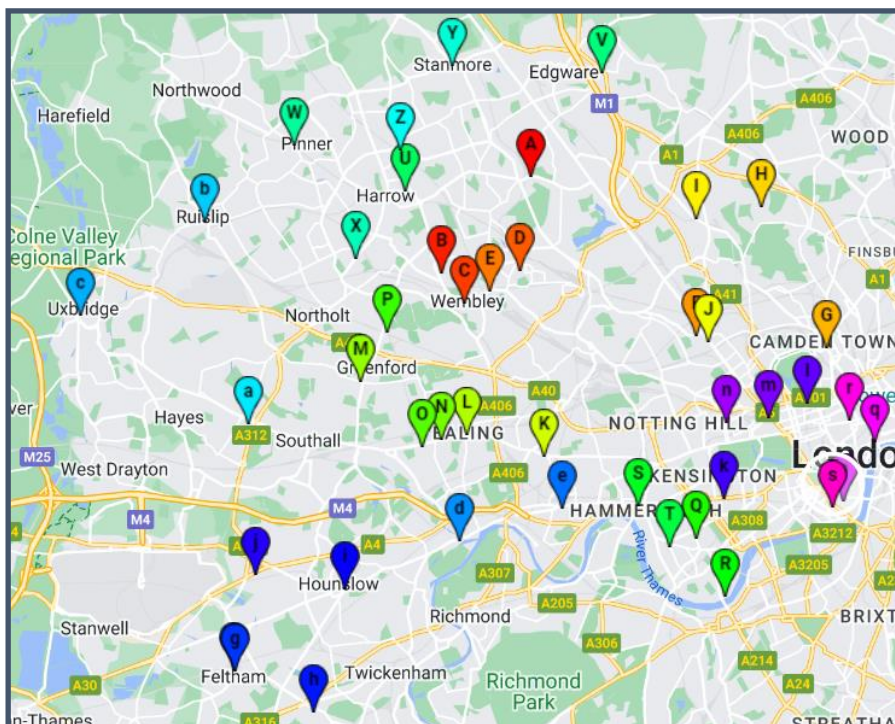 Y
Stanmore
V
Edgware
Northwood
M1
A406
Harefield
W
Pinner
Z
A406
WOOD
A
A1
U
Harrow
H
I
b
Ruislip
X
B
D
Colne Valley
Regional Park
E
C
FINSBU
c
Uxbridge
Wembley
A41
A1
Northolt
P
J
G
CAMDEN TOWN
M
Greenford
l
a
A40
n
m
r
Hayes
O
N
L
A406
NOTTING HILL
q
A312
Southall
EALING
K
London
M25
West Drayton
A406
e
S
KENSINGTON
k
s
M4
M4
d
HAMMERSMITH
T
Q
A308
A3212
j
A4
i
River Thames
R
A3205
Hounslow
A307
Richmond
A205
Stanwell
g
A306
BRIXT
Feltham
Twickenham
h
A30
Richmond
Park
A214
A24
n-Thames
A316
STREATHA